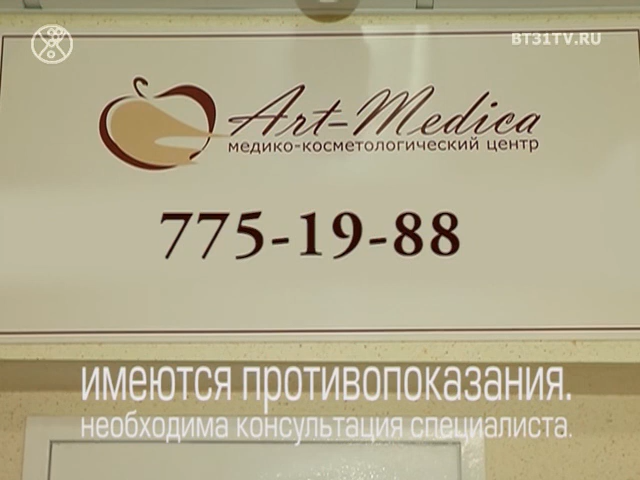 BT31TV.RU
Art-Medica
медико-косметологический центр
775-19-88
имеются противопоказания.
необходима консультация специалиста.